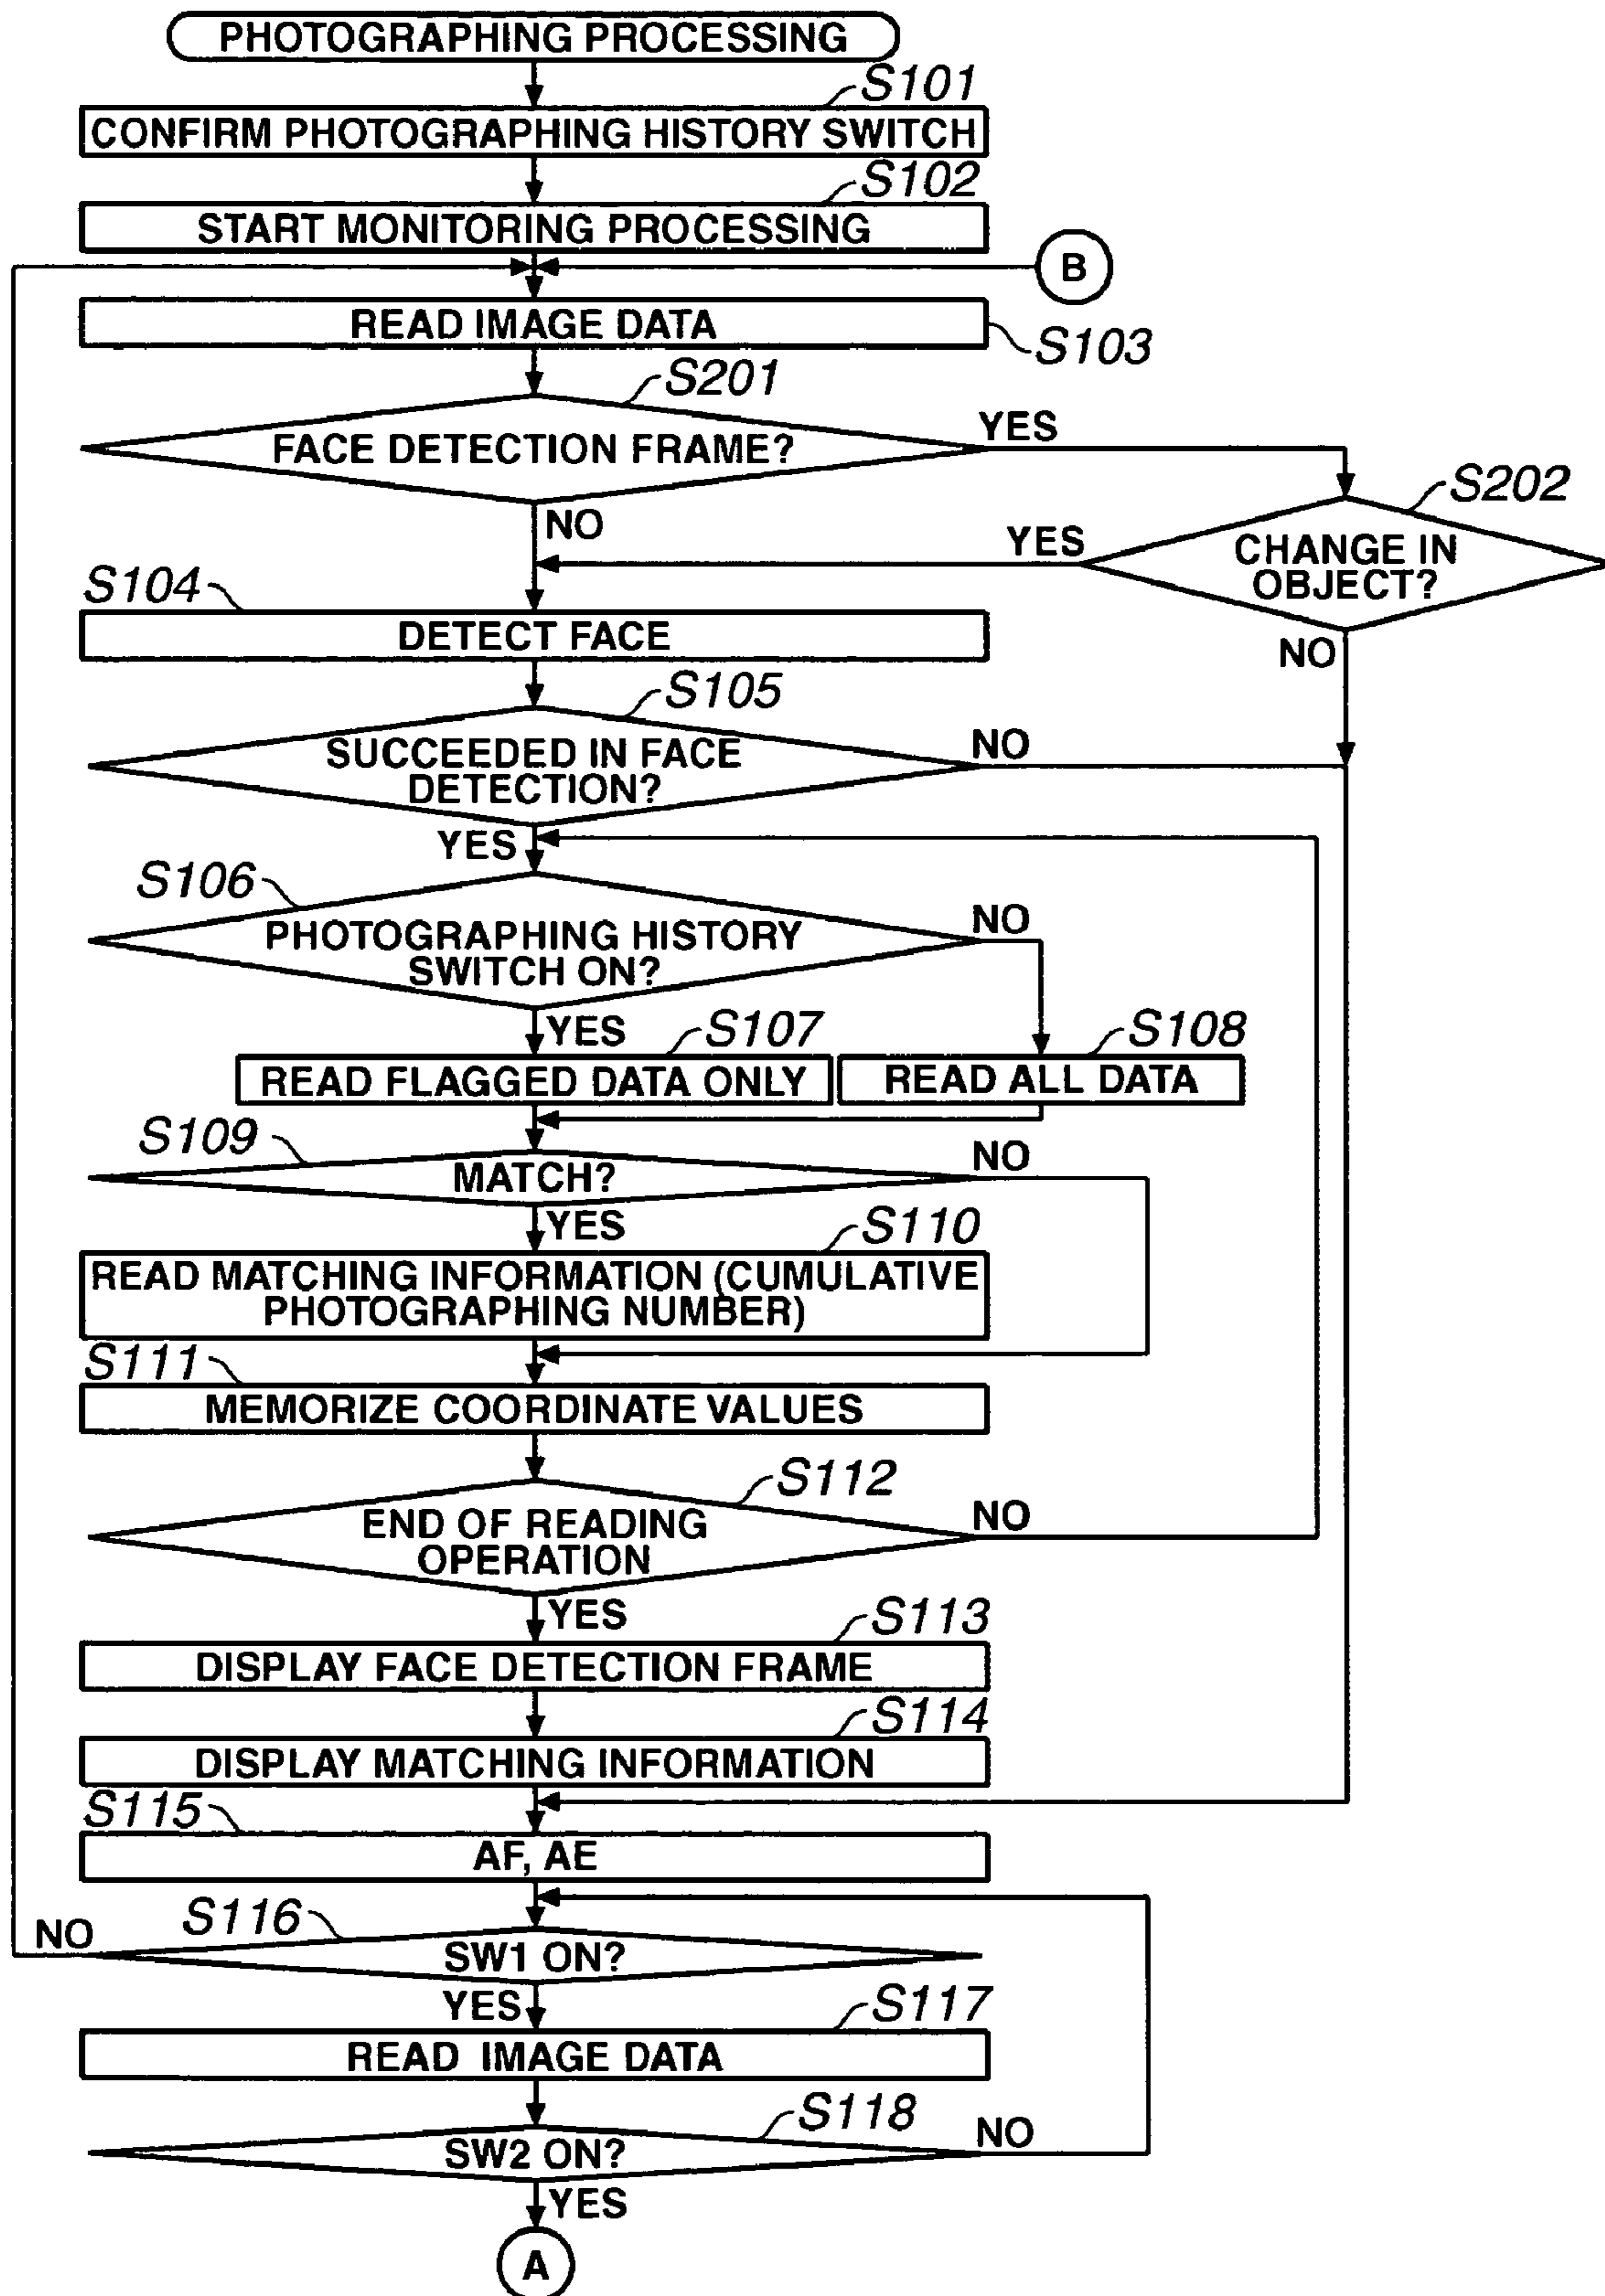 PHOTOGRAPHING PROCESSING
S101
CONFIRM PHOTOGRAPHING HISTORY SWITCH
S102
START MONITORING PROCESSING
B
READ IMAGE DATA
S103
S201
FACE DETECTION FRAME?
YES
S202
NO
YES
CHANGE IN
OBJECT?
NO
S104
DETECT FACE
S105
SUCCEEDED IN FACE
DETECTION?
NO
YES
S106
PHOTOGRAPHING HISTORY
SWITCH ON?
NO
YES
S107
S108
READ FLAGGED DATA ONLY
READ ALL DATA
S109
MATCH?
NO
YES
S110
READ MATCHING INFORMATION (CUMULATIVE
PHOTOGRAPHING NUMBER)
S111
MEMORIZE COORDINATE VALUES
S112
END OF READING
OPERATION
NO
YES
S113
DISPLAY FACE DETECTION FRAME
S114
DISPLAY MATCHING INFORMATION
S115
AF, AE
S116
NO
SW1 ON?
YES
S117
READ IMAGE DATA
S118
SW2 ON?
NO
YES
A